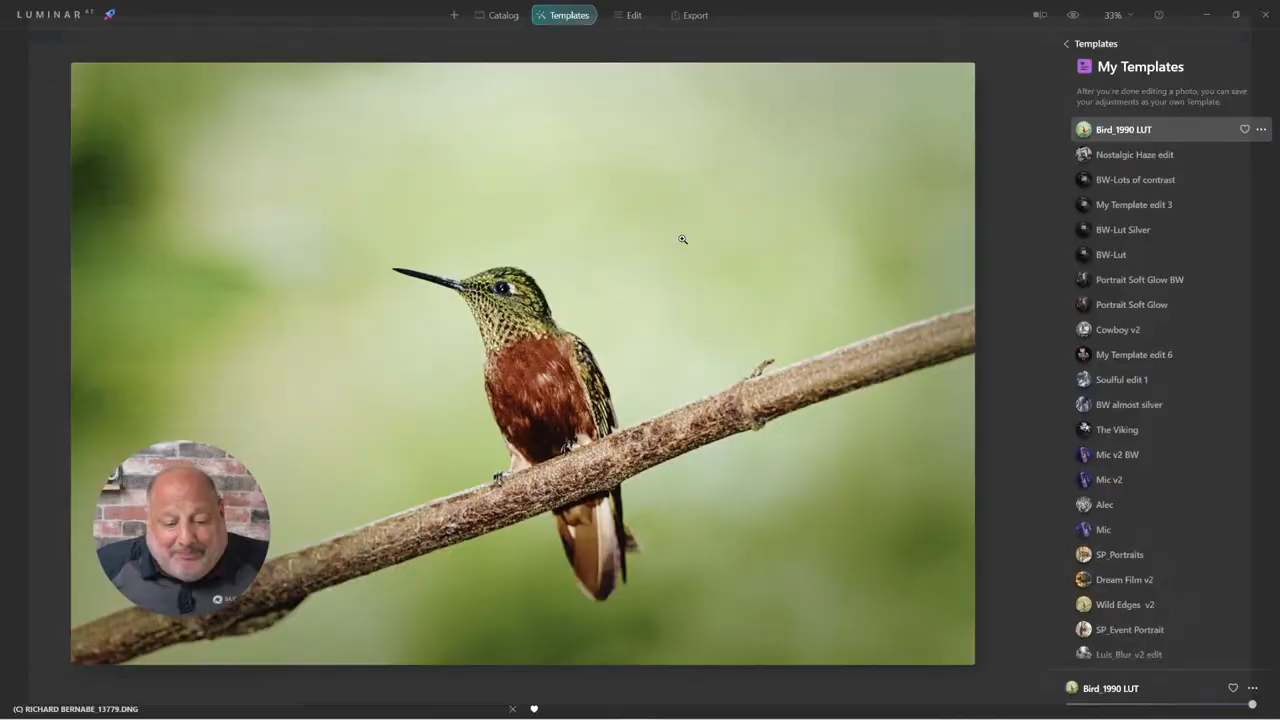 LUMINAR AI
Catalog
Templates
Edit
Export
33%
Templates
My Templates
After you're done editing a photo, you can save
your adjustments as your own Template.
Bird_1990 LUT
Nostalgic Haze edit
BW-Lots of contrast
My Template edit 3
BW-Lut Silver
BW-Lut
Portrait Soft Glow BW
Portrait Soft Glow
Cowboy v2
My Template edit 6
Soulful edit 1
BW almost silver
The Viking
Mic v2 BW
Mic v2
Alec
Mic
SP_Portraits
Dream Film v2
Wild Edges v2
SP_Event Portrait
Luis_Blur_v2 edit
Bird_1990 LUT
(C) RICHARD BERNABE_13779.DNG